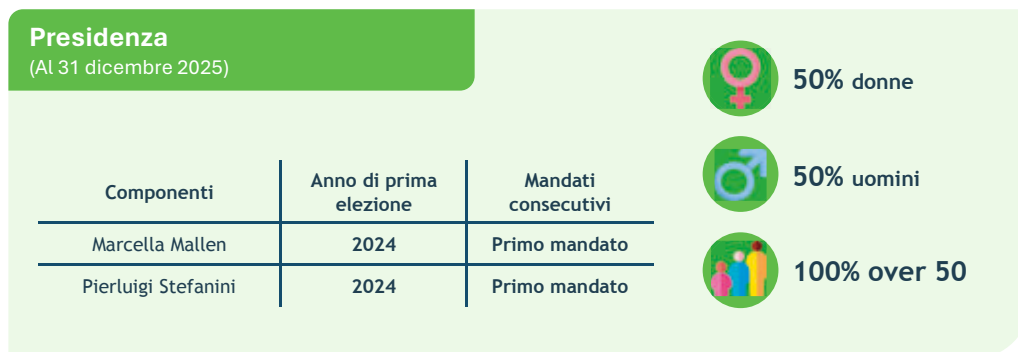 Presidenza
(Al 31 dicembre 2025)
Componenti
Anno di prima
elezione
Mandati
consecutivi
Marcella Mallen
2024
Primo mandato
Pierluigi Stefanini
2024
Primo mandato
50% donne
50% uomini
100% over 50